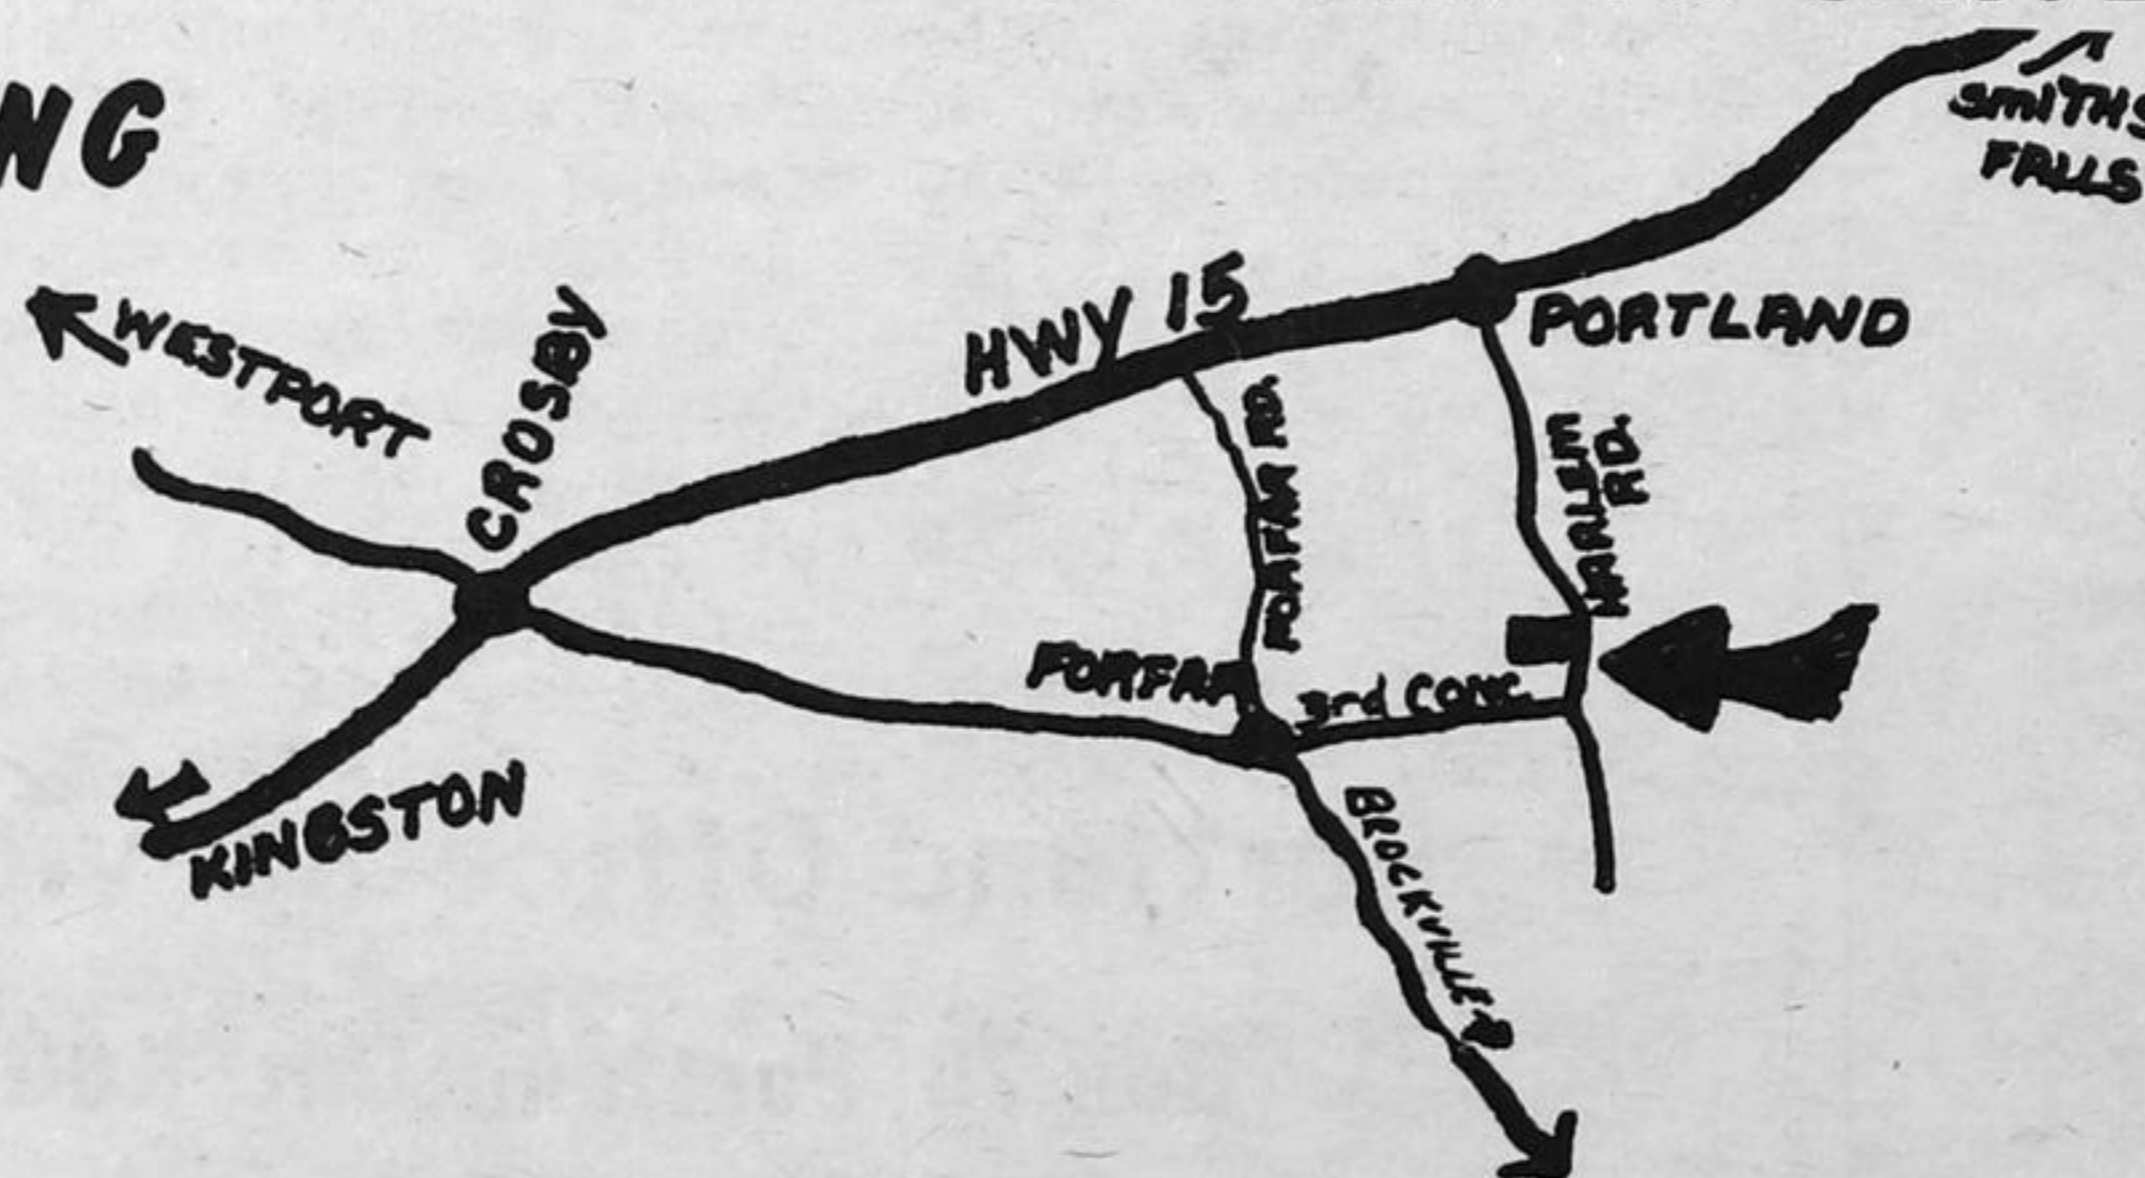 NG
SMITHS
FALLS
WESTPORT
CROSBY
HWY 15
PORTLAND
FORFAR RD.
HARLEM
RD.
FORFAR
3rd CONC.
KINGSTON
BROCKVILLE